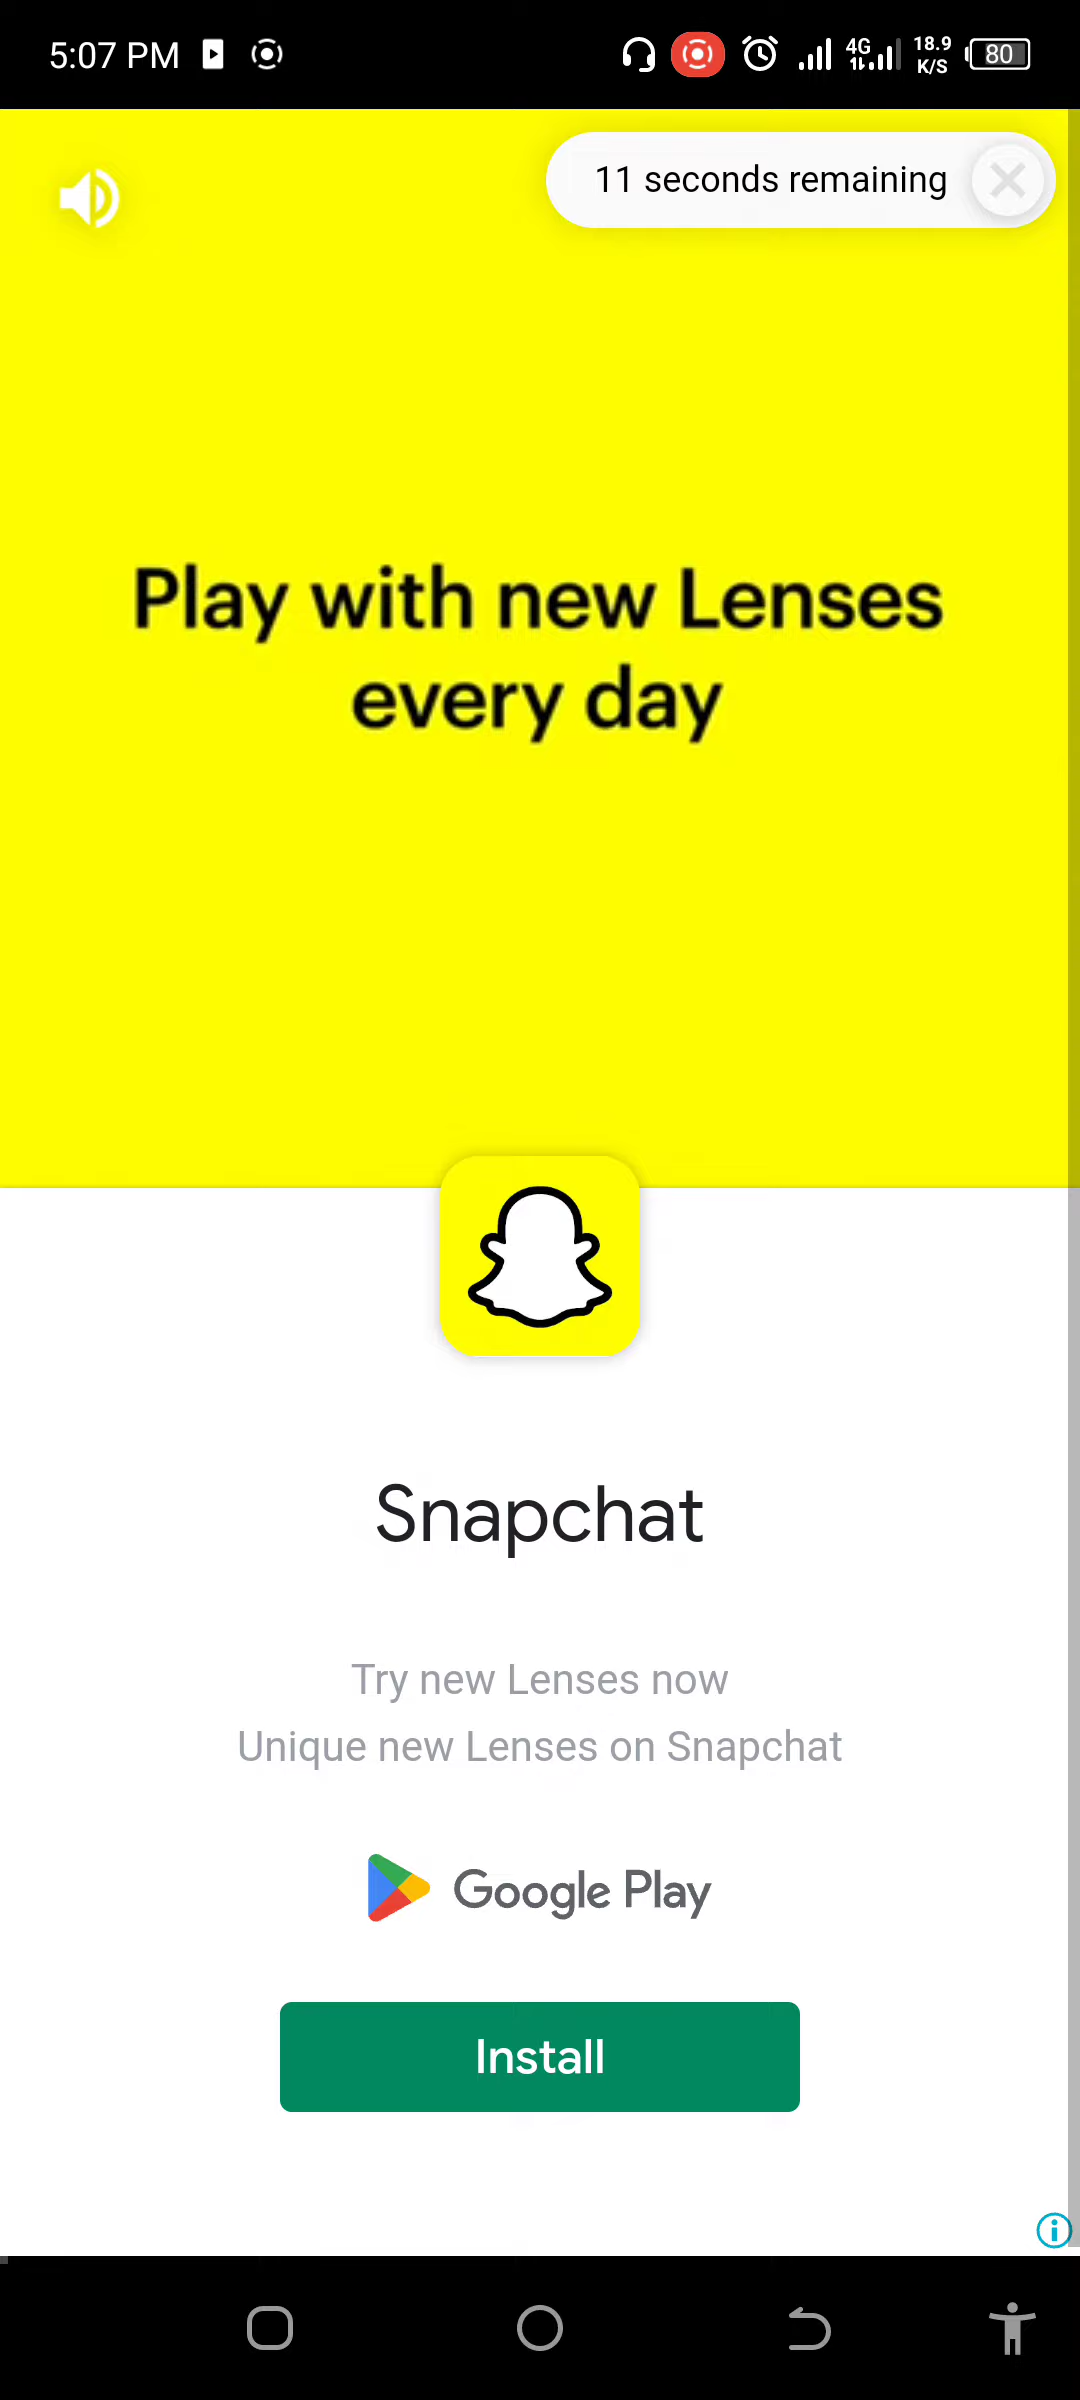 5:07 PM
4G
18.9
K/S
80
11 seconds remaining
Play with new Lenses
every day
Snapchat
Try new Lenses now
Unique new Lenses on Snapchat
Google Play
Install